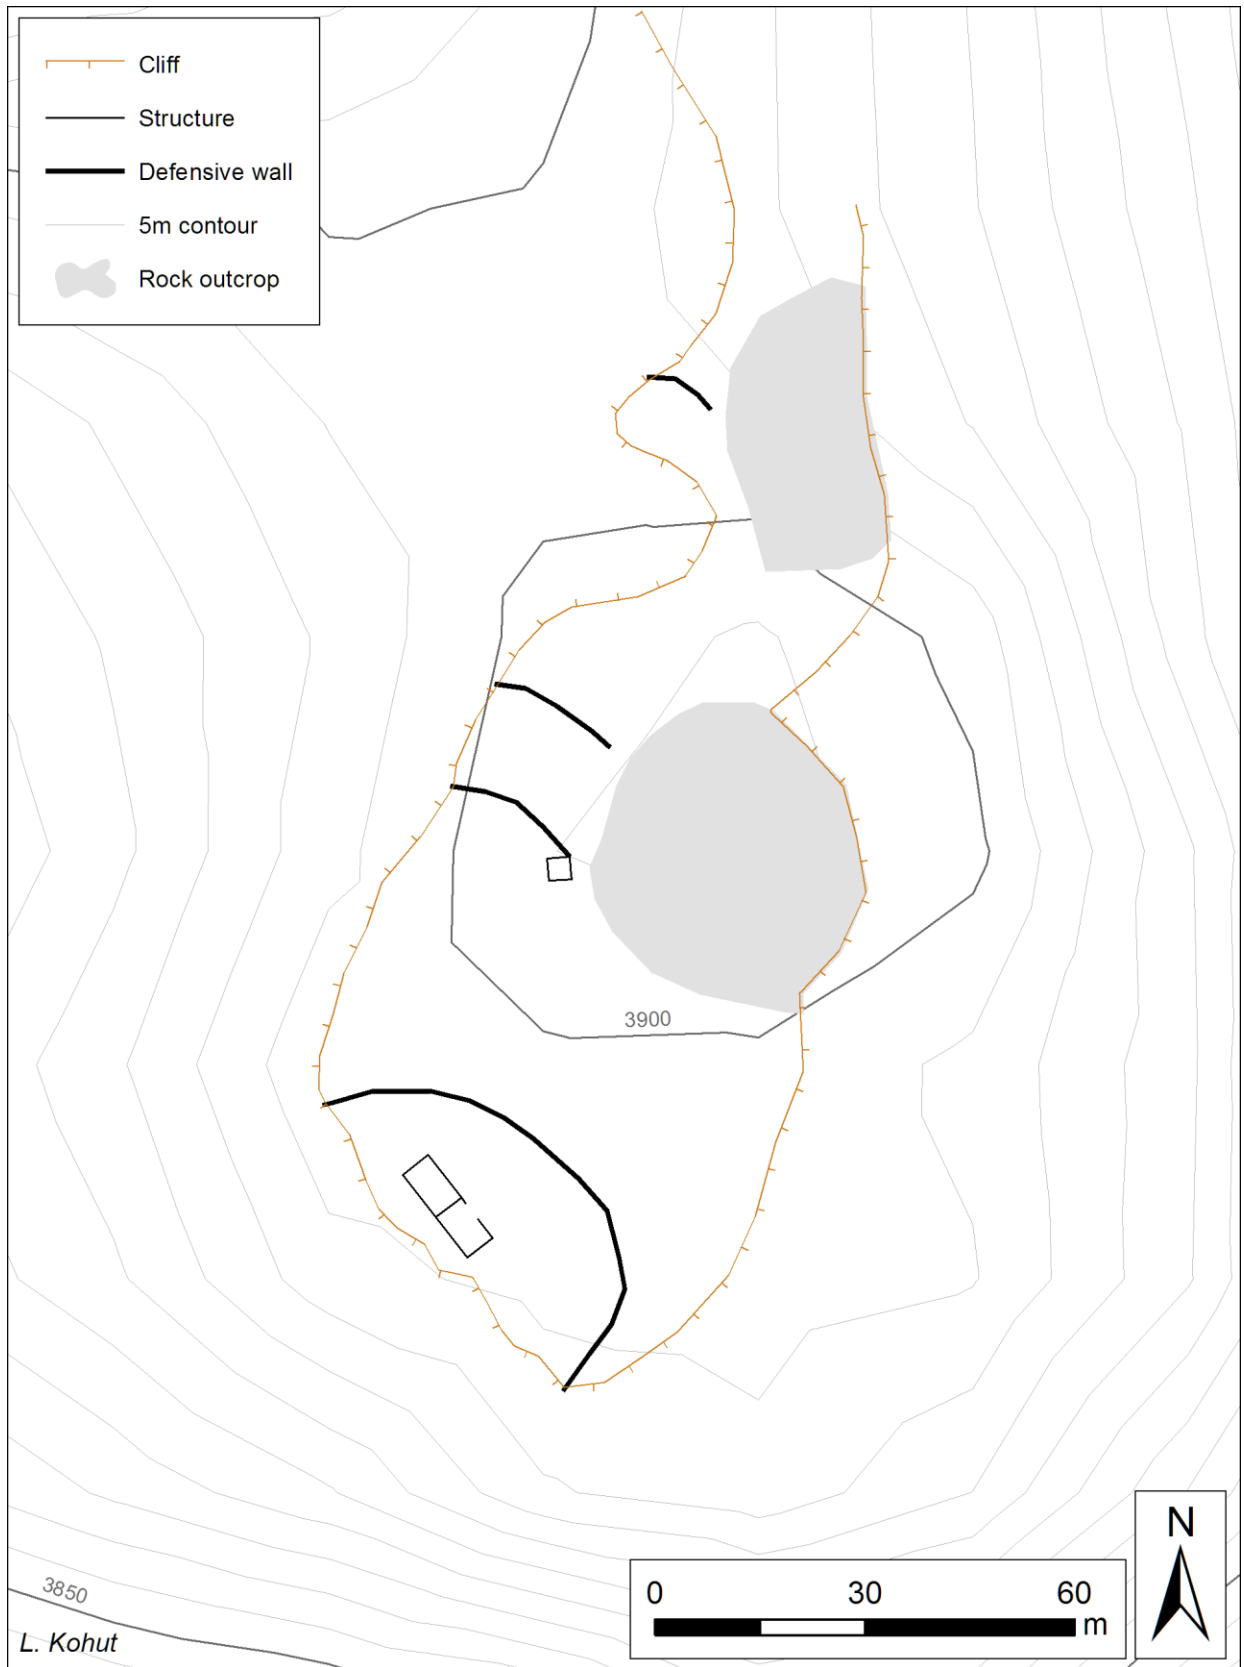 Cliff
Structure
Defensive wall
5m contour
Rock outcrop
3900
3850
L. Kohut
0 30 60
m
N